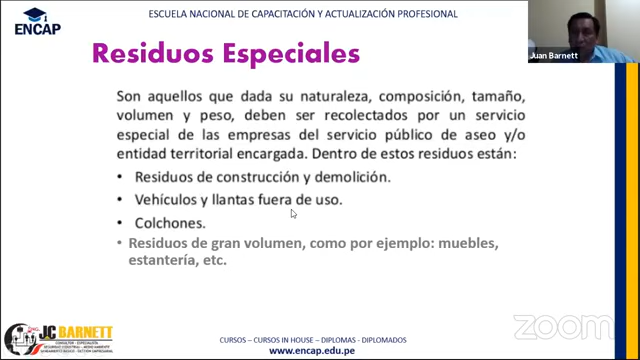 ESCUELA NACIONAL DE CAPACITACIÓN Y ACTUALIZACIÓN PROFESIONAL
ENCAP
Juan Barnett
Residuos Especiales
Son aquellos que dada su naturaleza, composición, tamaño,
volumen y peso, deben ser recolectados por un servicio
especial de las empresas del servicio público de aseo y/o
entidad territorial encargada. Dentro de estos residuos están:
• Residuos de construcción y demolición.
• Vehículos y llantas fuera de uso.
• Colchones.
• Residuos de gran volumen, como por ejemplo: muebles,
estantería, etc.
ING.
JC BARNETT
CURSOS – CURSOS IN HOUSE – DIPLOMAS - DIPLOMADOS
www.encap.edu.pe
zoom